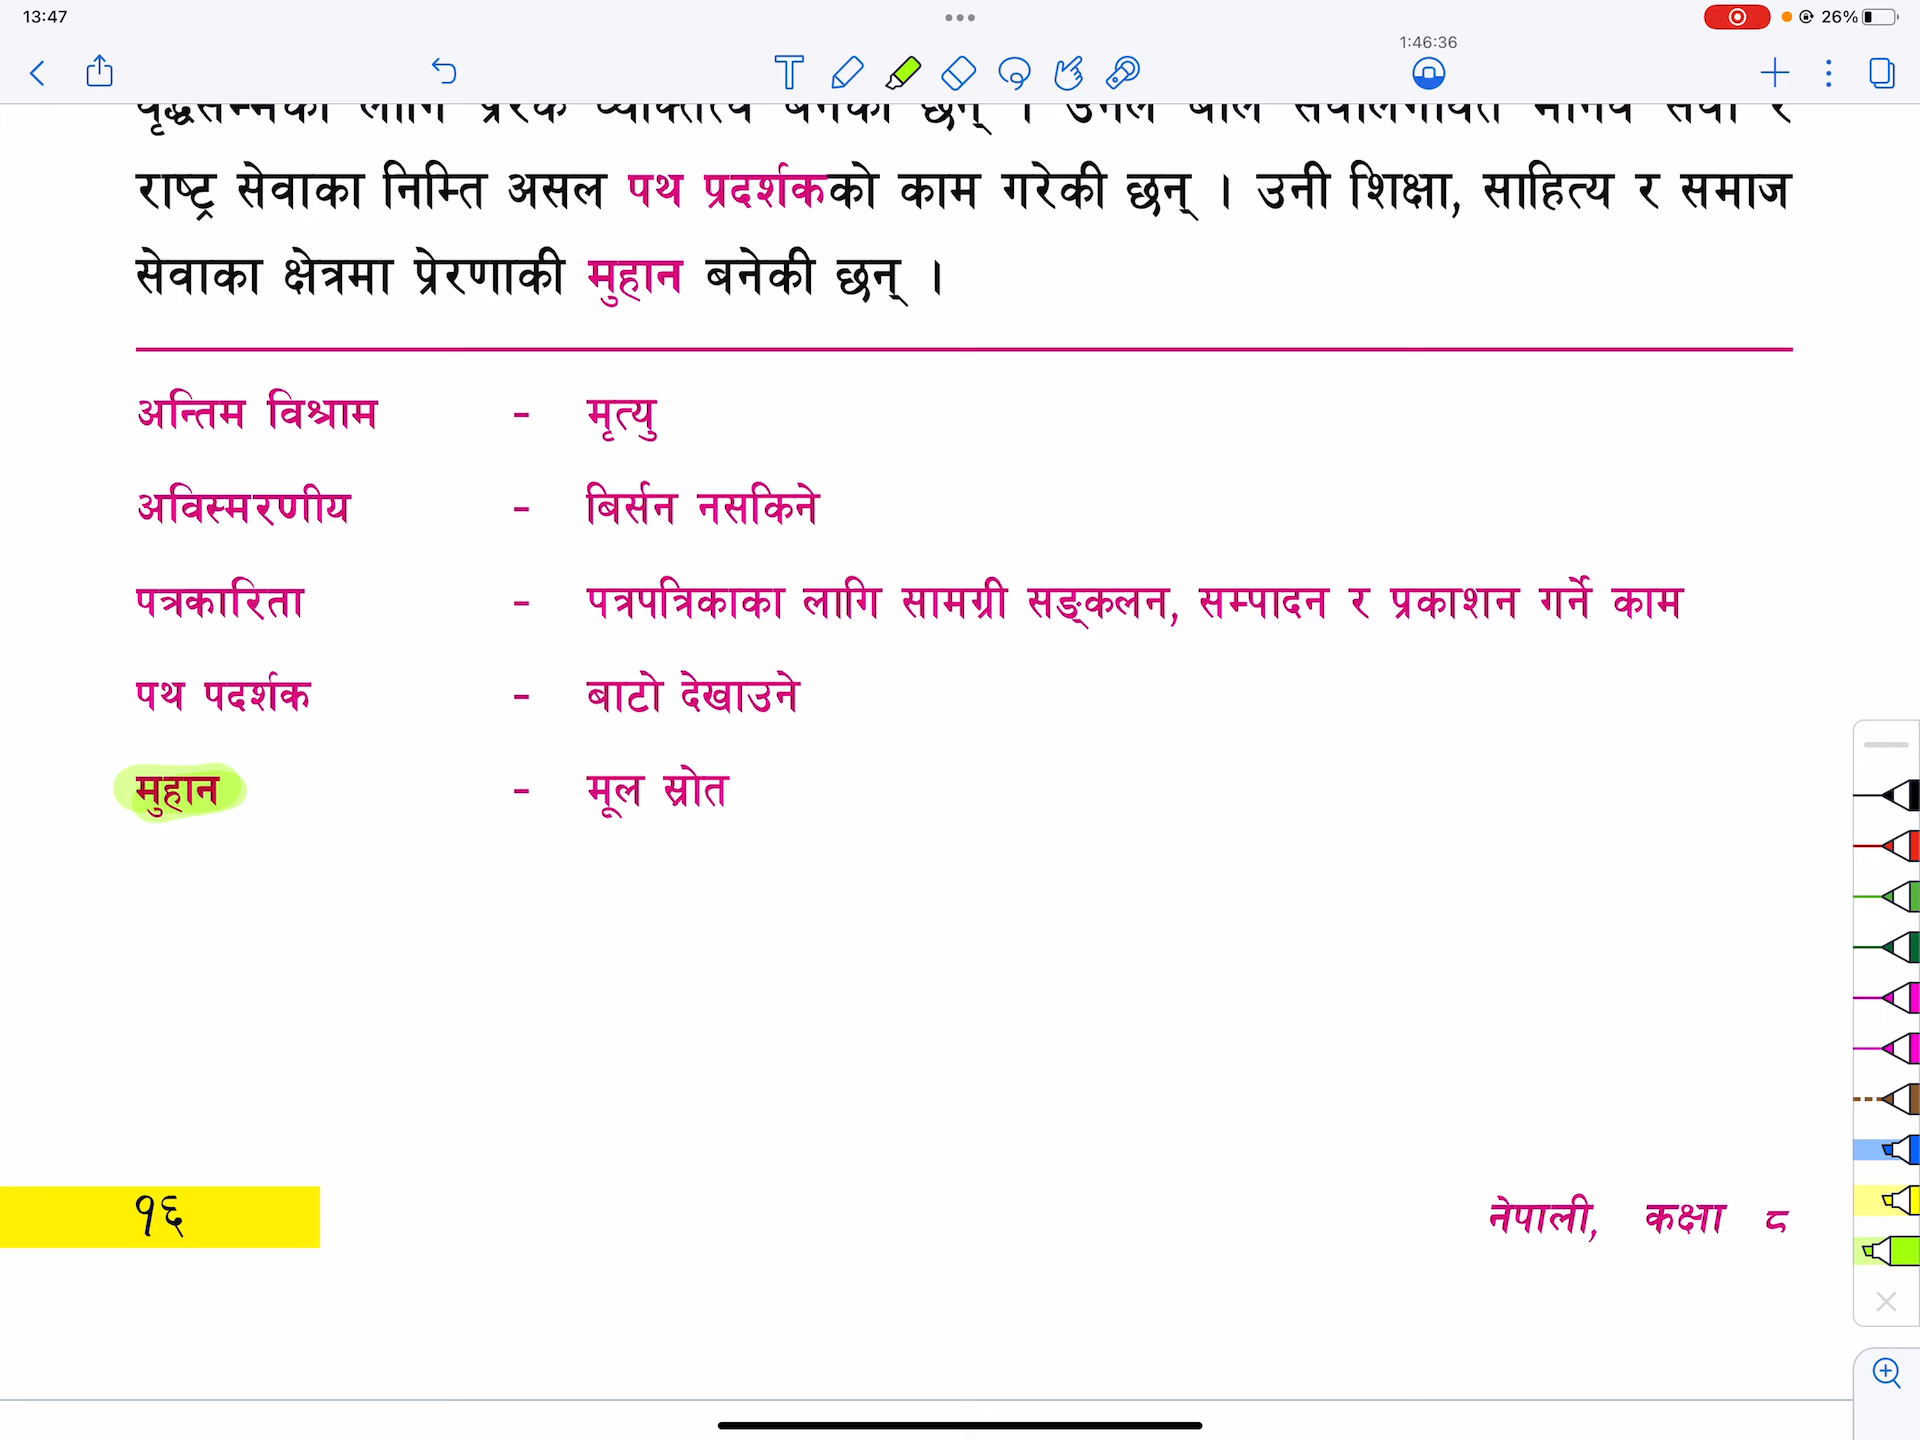 13:47
26%
1:46:36
राष्ट्र सेवाका निम्ति असल पथ प्रदर्शकको काम गरेकी छन् । उनी शिक्षा, साहित्य र समाज
सेवाका क्षेत्रमा प्रेरणाकी मुहान बनेकी छन् ।
अन्तिम विश्राम - मृत्यु
अविस्मरणीय - बिर्सन नसकिने
पत्रकारिता - पत्रपत्रिकाका लागि सामग्री सङ्कलन, सम्पादन र प्रकाशन गर्ने काम
पथ पदर्शक - बाटो देखाउने
मुहान - मूल स्रोत
१६
नेपाली, कक्षा ८